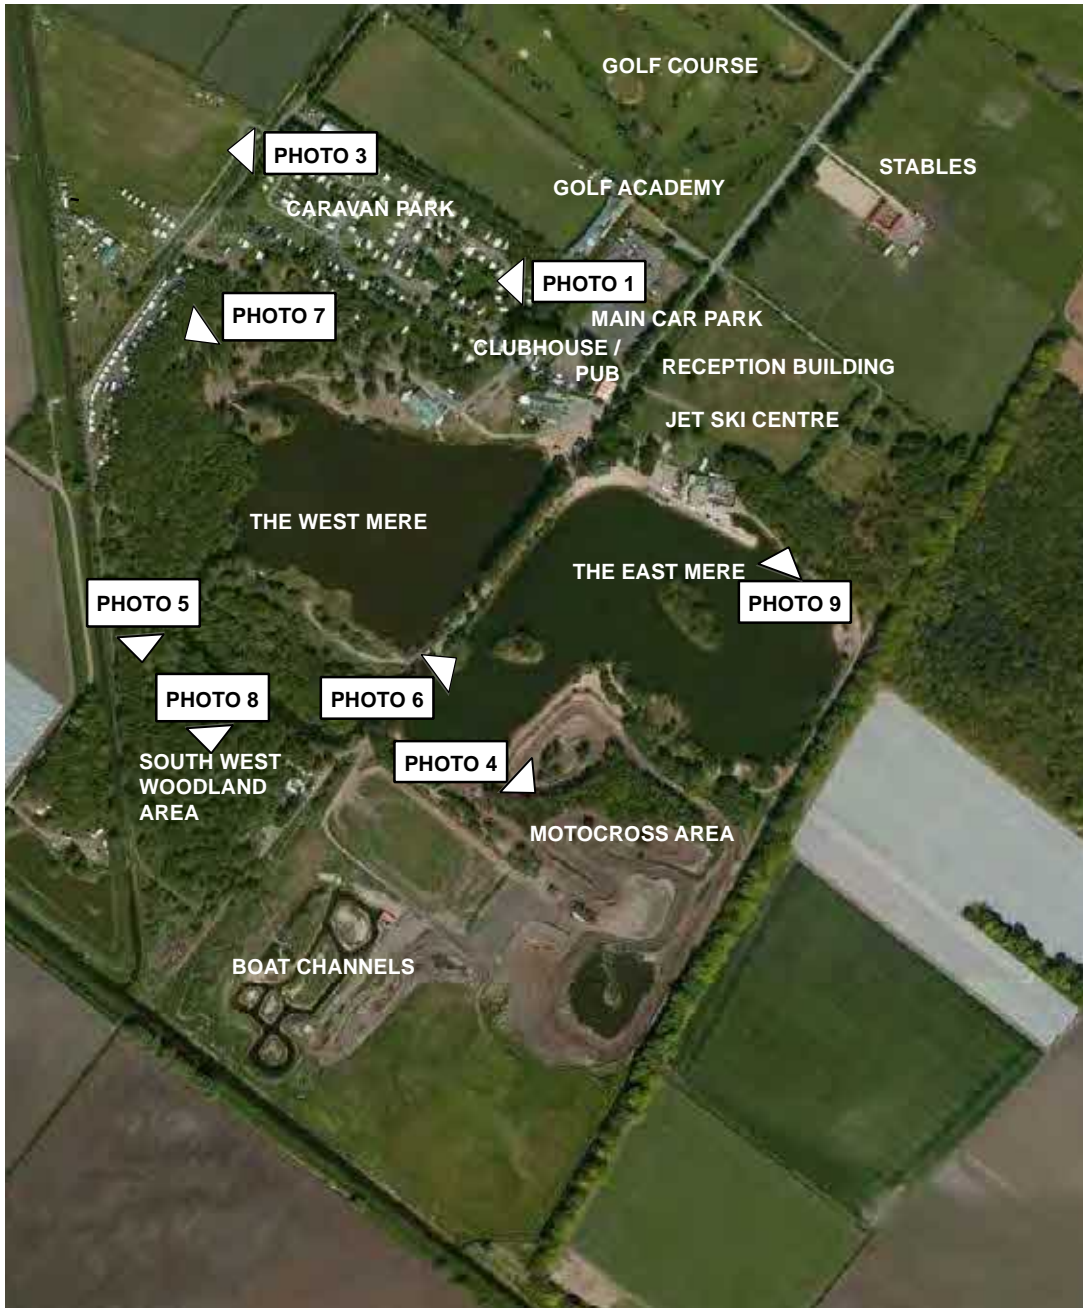 GOLF COURSE
PHOTO 3
STABLES
GOLF ACADEMY
CARAVAN PARK
PHOTO 1
PHOTO 7
MAIN CAR PARK
CLUBHOUSE /
PUB
RECEPTION BUILDING
JET SKI CENTRE
THE WEST MERE
THE EAST MERE
PHOTO 5
PHOTO 9
PHOTO 8
PHOTO 6
SOUTH WEST
WOODLAND
AREA
PHOTO 4
MOTOCROSS AREA
BOAT CHANNELS